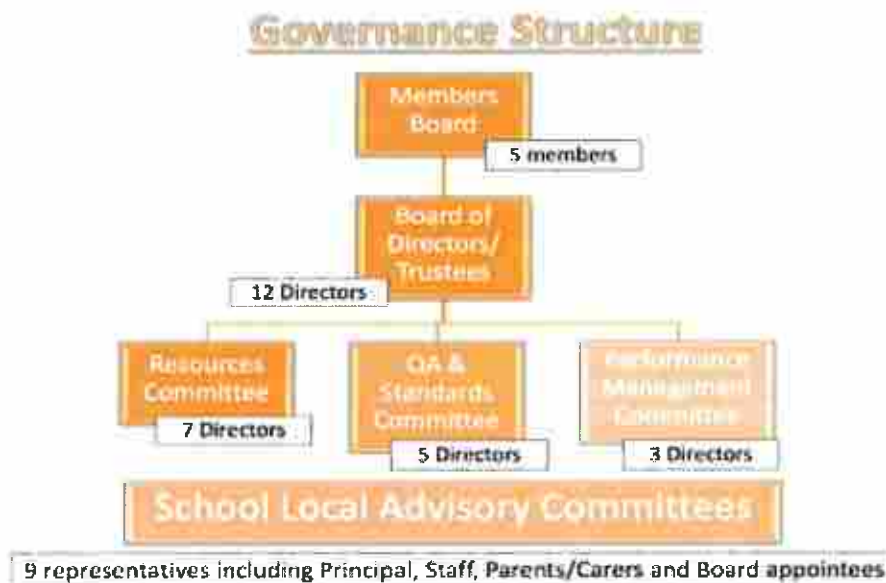 Governance Structure
Members
Board
5 members
Board of
Directors/
Trustees
12 Directors
Resources
Committee
7 Directors
QA &
Standards
Committee
5 Directors
Performance
Management
Committee
3 Directors
School Local Advisory Committees
9 representatives including Principal, Staff, Parents/Carers and Board appointees